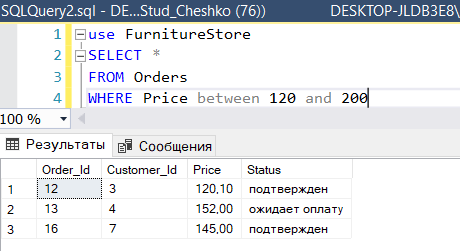 SQLQuery2.sql - DE...Stud_Cheshko (76))
DESKTOP-JLDB3E8\
1 use FurnitureStore
2 SELECT *
3 FROM Orders
4 WHERE Price between 120 and 200
100 %
Результаты Сообщения
Order_Id Customer_Id Price Status
1 12 3 120,10 подтвержден
2 13 4 152,00 ожидает оплату
3 16 7 145,00 подтвержден